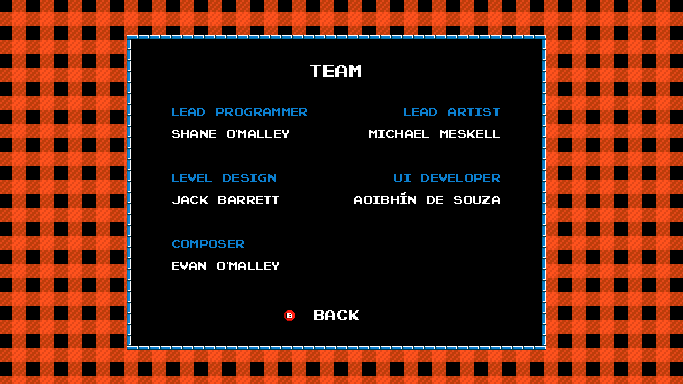 TEAM
LEAD PROGRAMMER
SHANE O'MALLEY
LEAD ARTIST
MICHAEL MESKELL
LEVEL DESIGN
JACK BARRETT
UI DEVELOPER
AOIBHÍN DE SOUZA
COMPOSER
EVAN O'MALLEY
B BACK